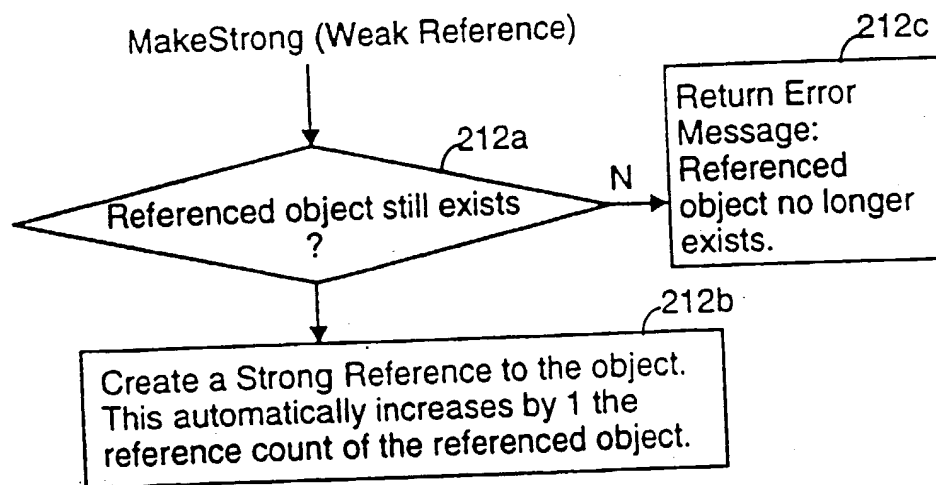 MakeStrong (Weak Reference)
212c
Return Error
Message:
Referenced
object no longer
exists.
212a
N
Referenced object still exists
?
212b
Create a Strong Reference to the object.
This automatically increases by 1 the
reference count of the referenced object.